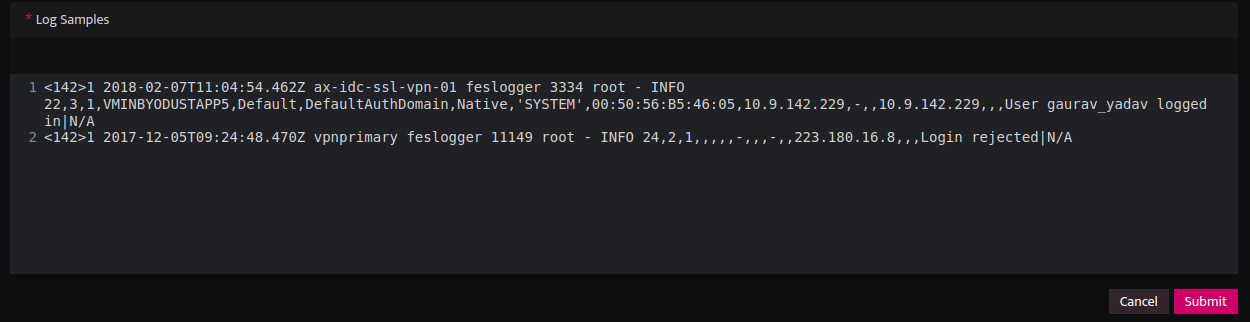 * Log Samples
1 <142>1 2018-02-07T11:04:54.462Z ax-idc-ssl-vpn-01 feslogger 3334 root - INFO
22,3,1,VMINBYODUSTAPP5,Default,DefaultAuthDomain,Native,'SYSTEM',00:50:56:B5:46:05,10.9.142.229,-,,10.9.142.229,,,User gaurav_yadav logged
in|N/A
2 <142>1 2017-12-05T09:24:48.470Z vpnprimary feslogger 11149 root - INFO 24,2,1,,,,,-,,,-,,223.180.16.8,,,Login rejected|N/A
Cancel Submit